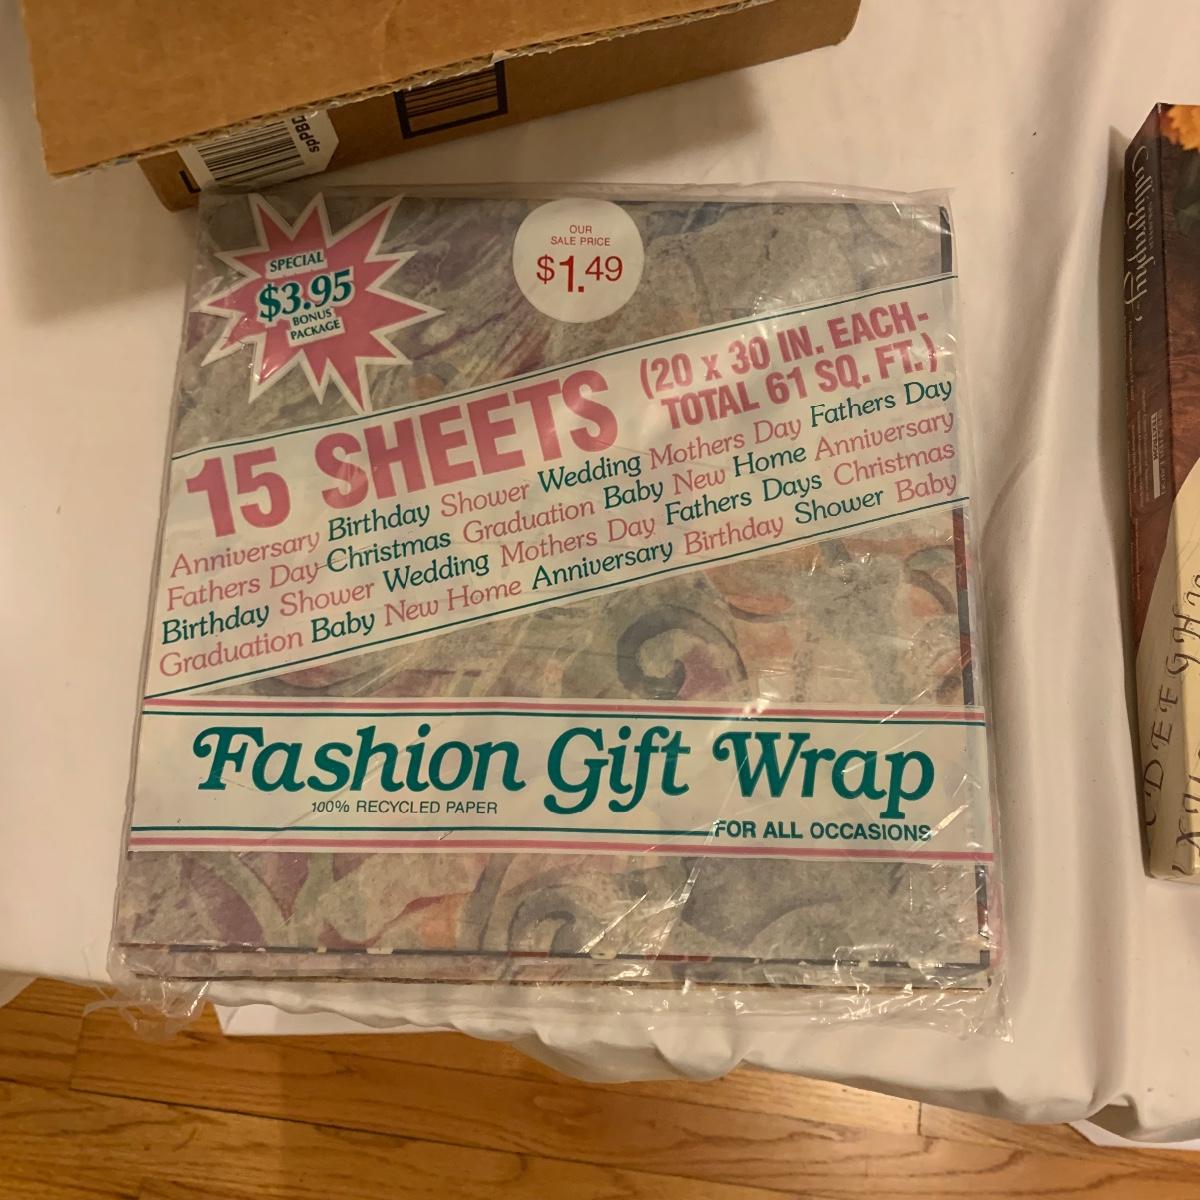 spPBD
SPECIAL
$3.95
BONUS
PACKAGE
OUR
SALE PRICE
$1.49
15 SHEETS
(20 x 30 IN. EACH-
TOTAL 61 SQ. FT.)
Anniversary Birthday Shower Wedding Mothers Day Fathers Day
Fathers Day Christmas Graduation Baby New Home Anniversary
Birthday Shower Wedding Mothers Day Fathers Days Christmas
Graduation Baby New Home Anniversary Birthday Shower Baby
Fashion Gift Wrap
100% RECYCLED PAPER
FOR ALL OCCASIONS
Calligraphy
C D E F G H